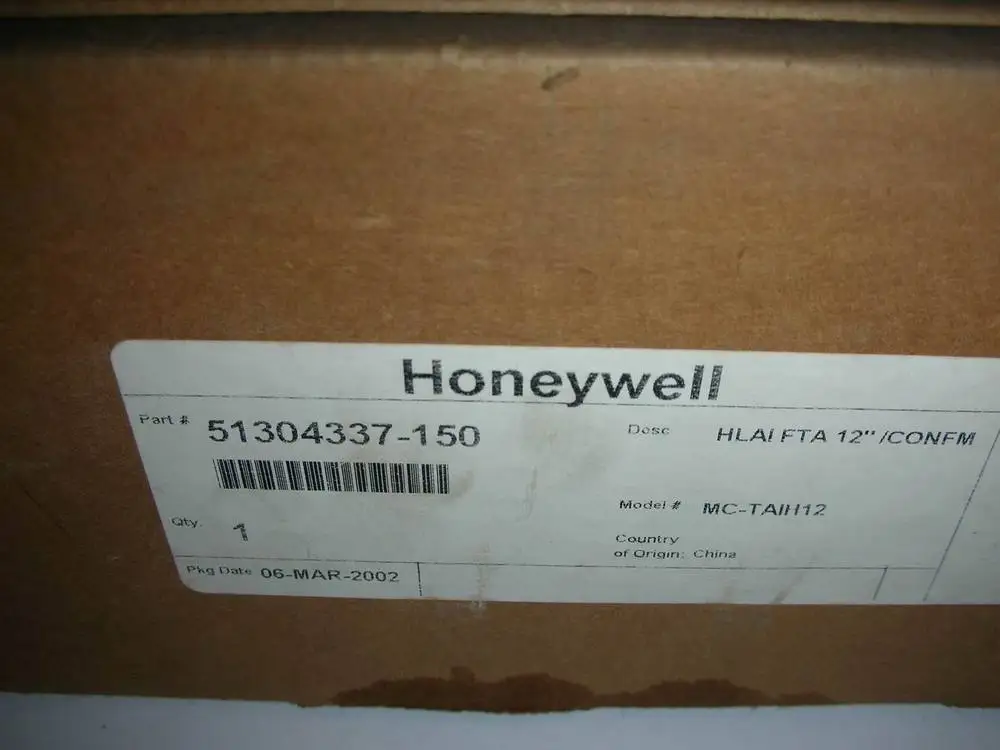 Honeywell
Part # 51304337-150
Desc HLAI FTA 12"/CONFM
Model # MC-TAIH12
Qty. 1
Country
of Origin: China
Pkg Date 06-MAR-2002